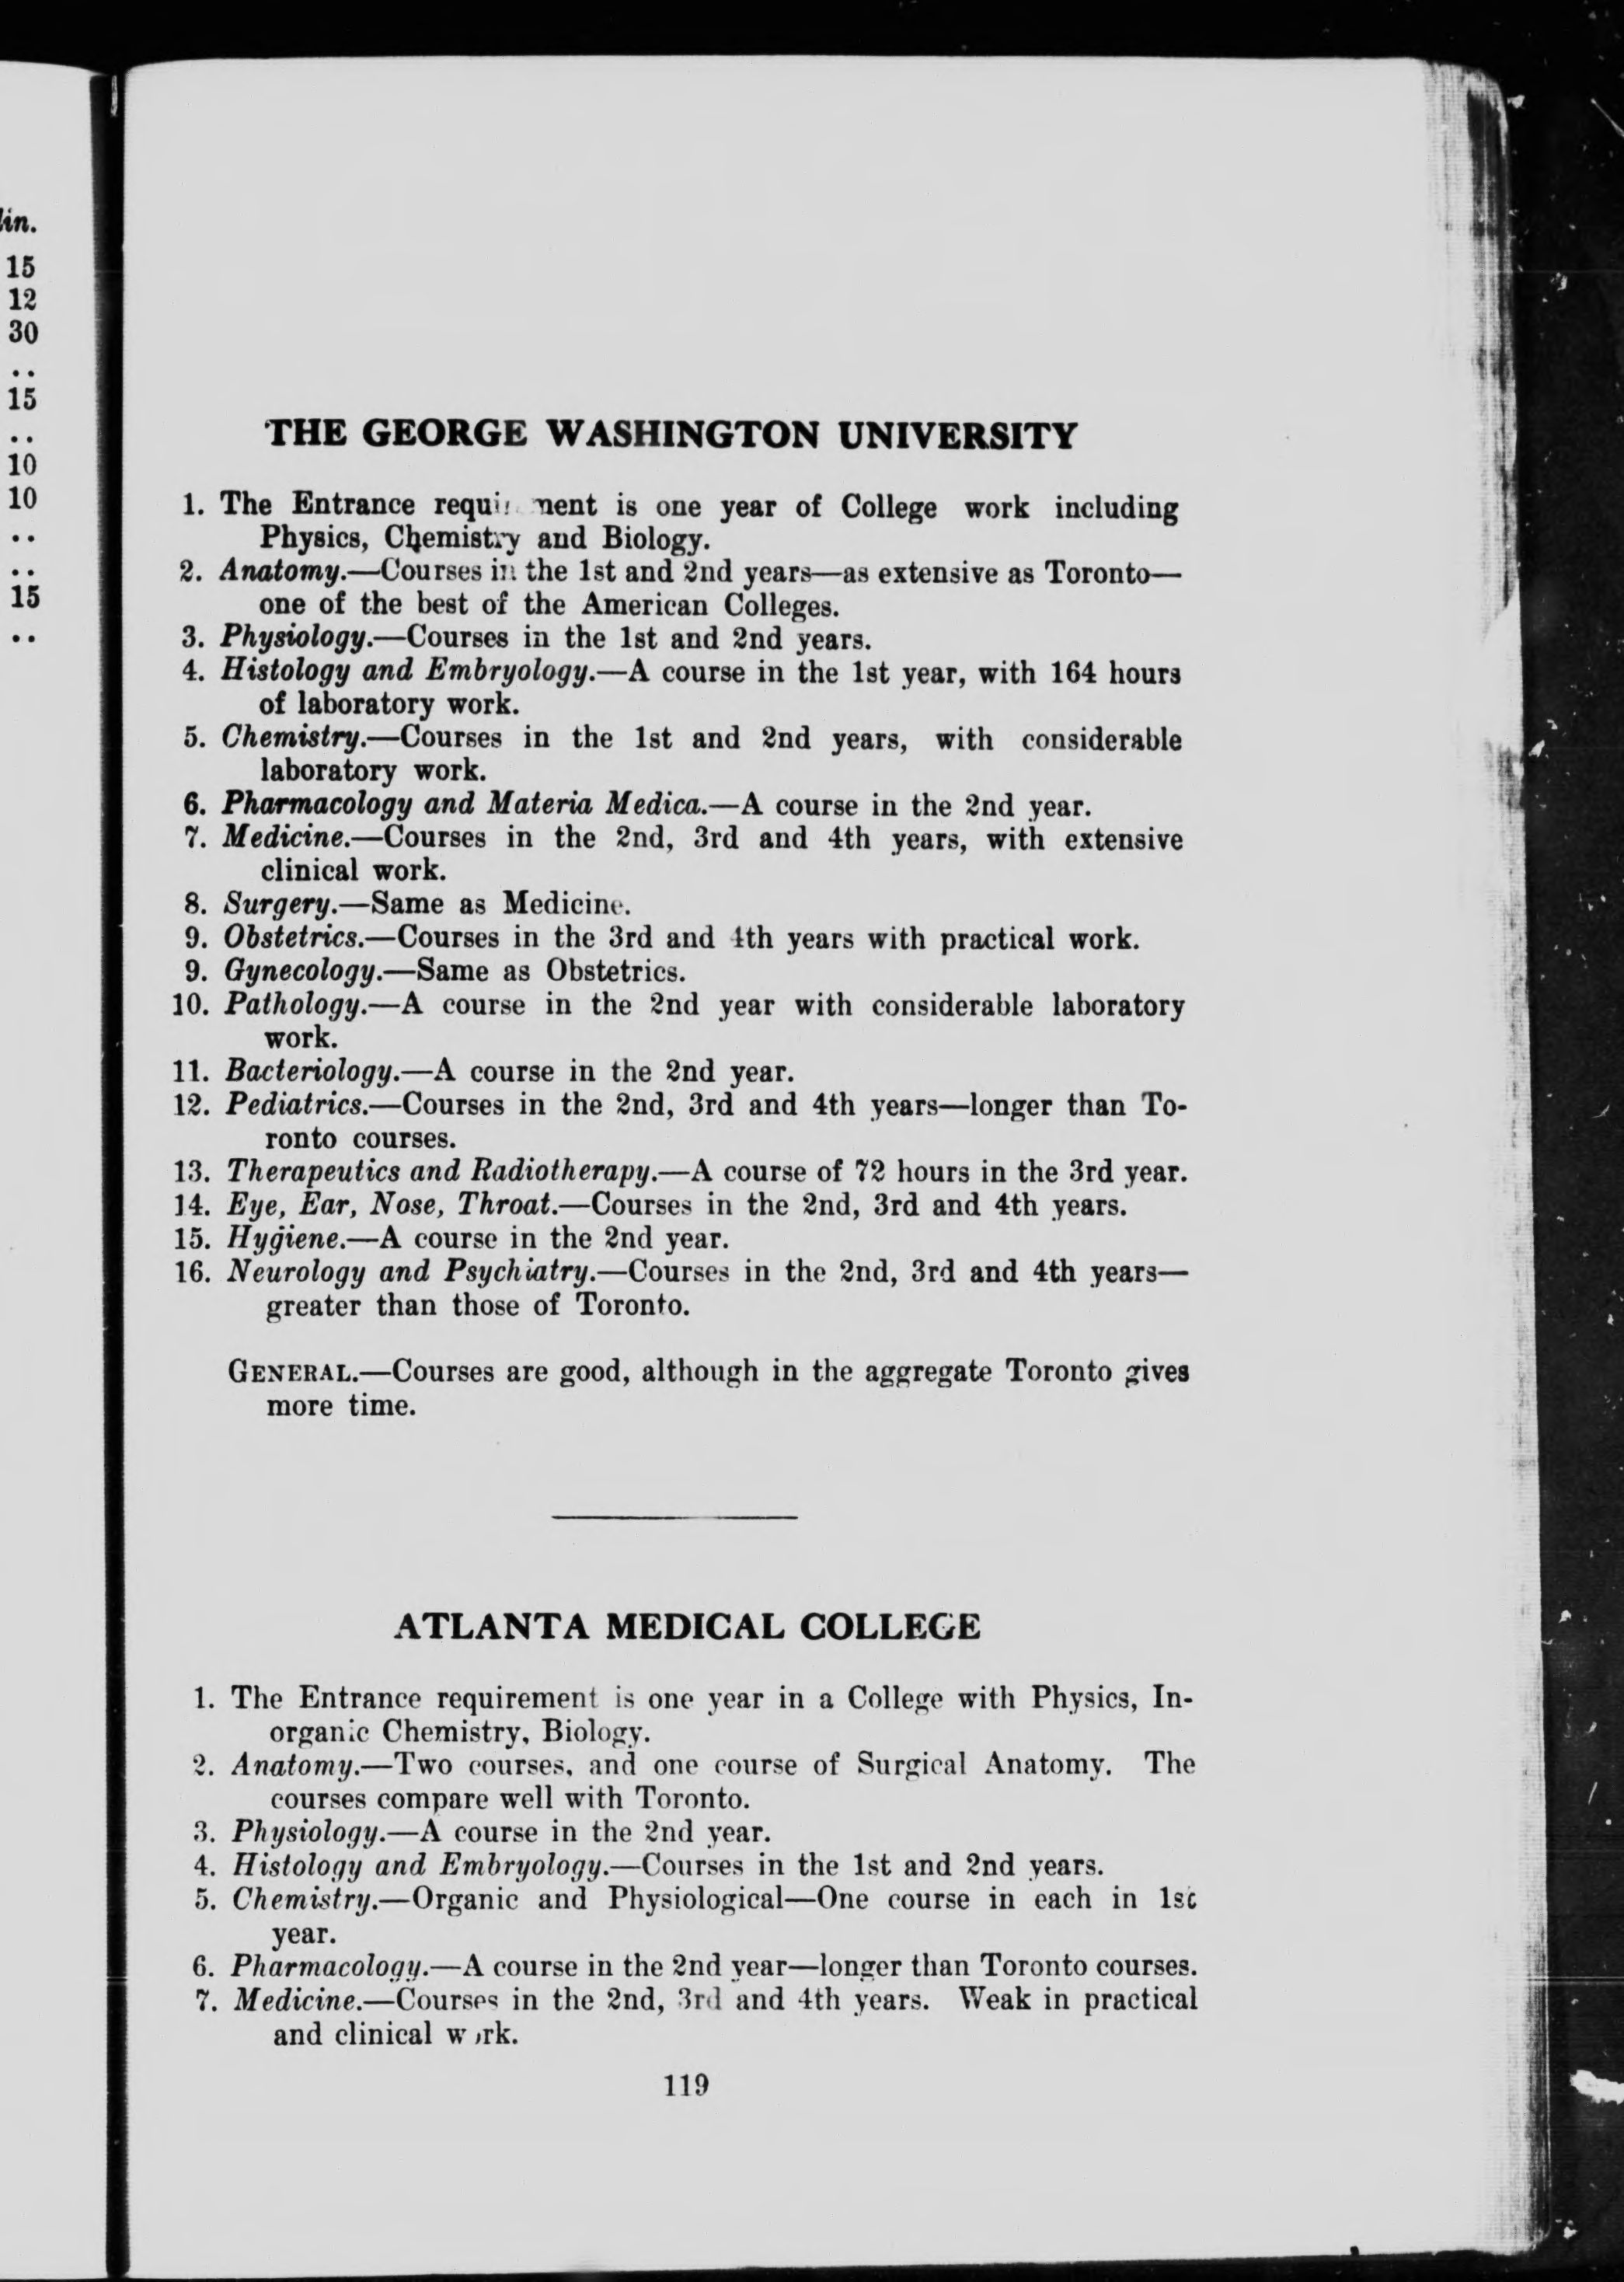 lin.
15
12
30
..
15
..
10
10
..
..
15
..
THE GEORGE WASHINGTON UNIVERSITY
1. The Entrance requi ment is one year of College work including
Physics, Chemistry and Biology.
2. Anatomy.—Courses in the 1st and 2nd years—as extensive as Toronto—
one of the best of the American Colleges.
3. Physiology.—Courses in the 1st and 2nd years.
4. Histology and Embryology.—A course in the 1st year, with 164 hours
of laboratory work.
5. Chemistry.—Courses in the 1st and 2nd years, with considerable
laboratory work.
6. Pharmacology and Materia Medica.—A course in the 2nd year.
7. Medicine.—Courses in the 2nd, 3rd and 4th years, with extensive
clinical work.
8. Surgery.—Same as Medicine.
9. Obstetrics.—Courses in the 3rd and 4th years with practical work.
9. Gynecology.—Same as Obstetrics.
10. Pathology.—A course in the 2nd year with considerable laboratory
work.
11. Bacteriology.—A course in the 2nd year.
12. Pediatrics.—Courses in the 2nd, 3rd and 4th years—longer than To-
ronto courses.
13. Therapeutics and Radiotherapy.—A course of 72 hours in the 3rd year.
14. Eye, Ear, Nose, Throat.—Courses in the 2nd, 3rd and 4th years.
15. Hygiene.—A course in the 2nd year.
16. Neurology and Psychiatry.—Courses in the 2nd, 3rd and 4th years—
greater than those of Toronto.
GENERAL.—Courses are good, although in the aggregate Toronto gives
more time.
ATLANTA MEDICAL COLLEGE
1. The Entrance requirement is one year in a College with Physics, In-
organic Chemistry, Biology.
2. Anatomy.—Two courses, and one course of Surgical Anatomy. The
courses compare well with Toronto.
3. Physiology.—A course in the 2nd year.
4. Histology and Embryology.—Courses in the 1st and 2nd years.
5. Chemistry.—Organic and Physiological—One course in each in 1st
year.
6. Pharmacology.—A course in the 2nd year—longer than Toronto courses.
7. Medicine.—Courses in the 2nd, 3rd and 4th years. Weak in practical
and clinical work.
119